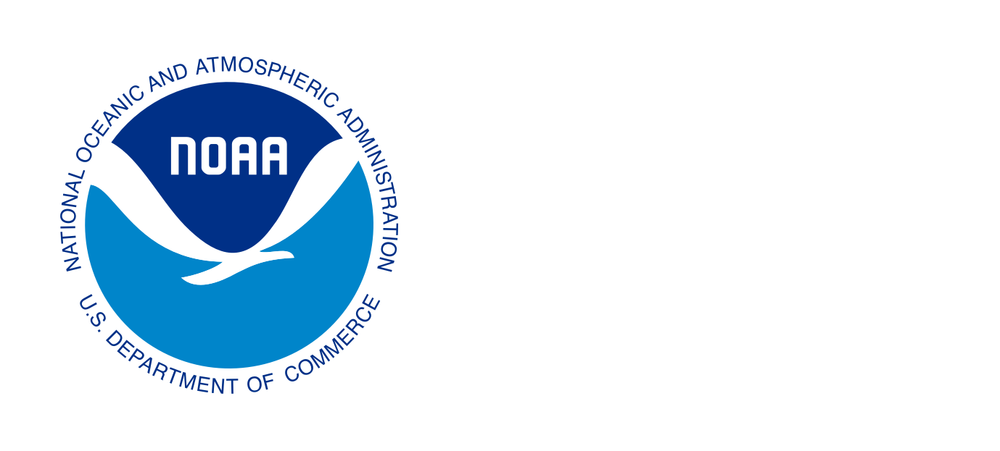 NATIONAL OCEANIC AND ATMOSPHERIC ADMINISTRATION
NOAA
U.S. DEPARTMENT OF COMMERCE